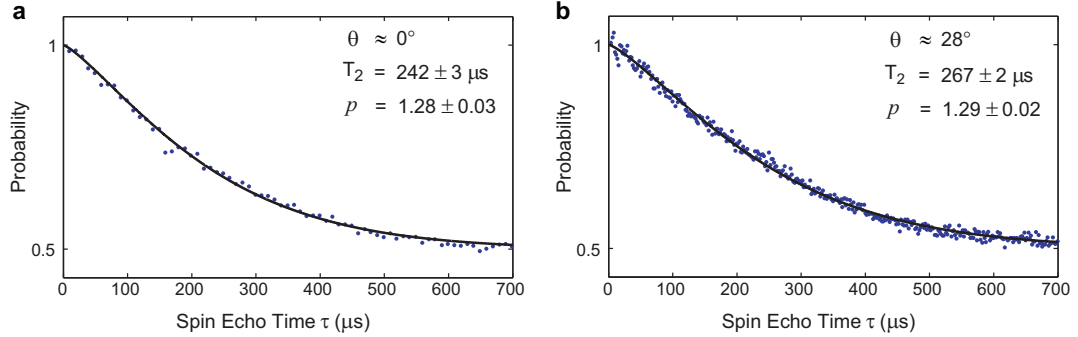 a
θ ≈ 0°
T2 = 242 ± 3 μs
p = 1.28 ± 0.03
Probability
1
0.5
0 100 200 300 400 500 600 700
Spin Echo Time τ (μs)
b
θ ≈ 28°
T2 = 267 ± 2 μs
p = 1.29 ± 0.02
Probability
1
0.5
0 100 200 300 400 500 600 700
Spin Echo Time τ (μs)